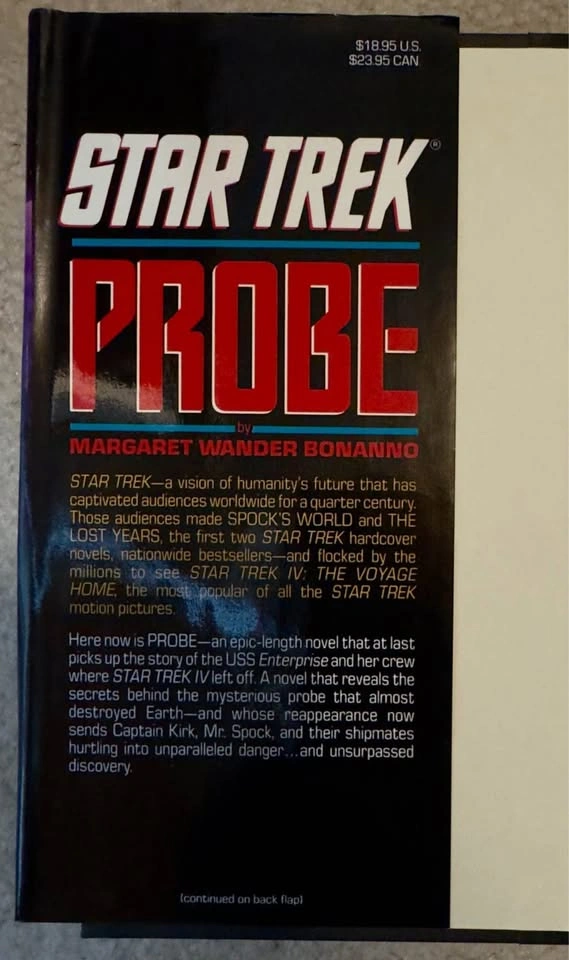 $18.95 U.S.
$23.95 CAN
STAR TREK®
PROBE
by
MARGARET WANDER BONANNO
STAR TREK—a vision of humanity's future that has
captivated audiences worldwide for a quarter century.
Those audiences made SPOCK'S WORLD and THE
LOST YEARS, the first two STAR TREK hardcover
novels, nationwide bestsellers—and flocked by the
millions to see STAR TREK IV: THE VOYAGE
HOME, the most popular of all the STAR TREK
motion pictures.
Here now is PROBE—an epic-length novel that at last
picks up the story of the USS Enterprise and her crew
where STAR TREK IV left off. A novel that reveals the
secrets behind the mysterious probe that almost
destroyed Earth—and whose reappearance now
sends Captain Kirk, Mr. Spock, and their shipmates
hurtling into unparalleled danger...and unsurpassed
discovery.
(continued on back flap)